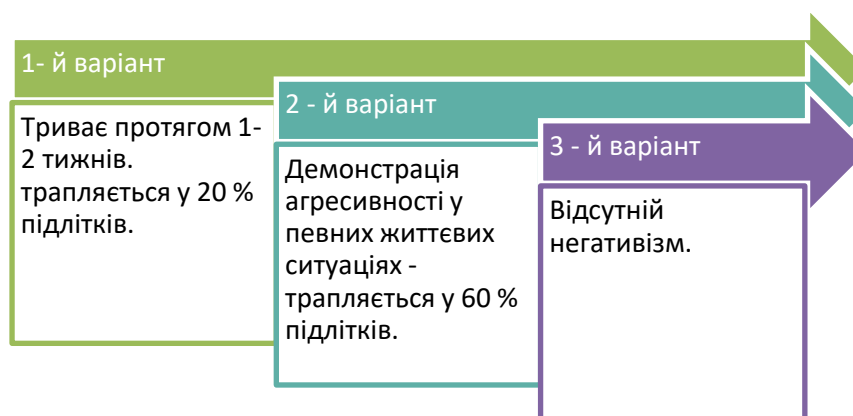 1- й варіант
Триває протягом 1-
2 тижнів.
трапляється у 20 %
підлітків.
2 - й варіант
Демонстрація
агресивності у
певних життєвих
ситуаціях -
трапляється у 60 %
підлітків.
3 - й варіант
Відсутній
негативізм.